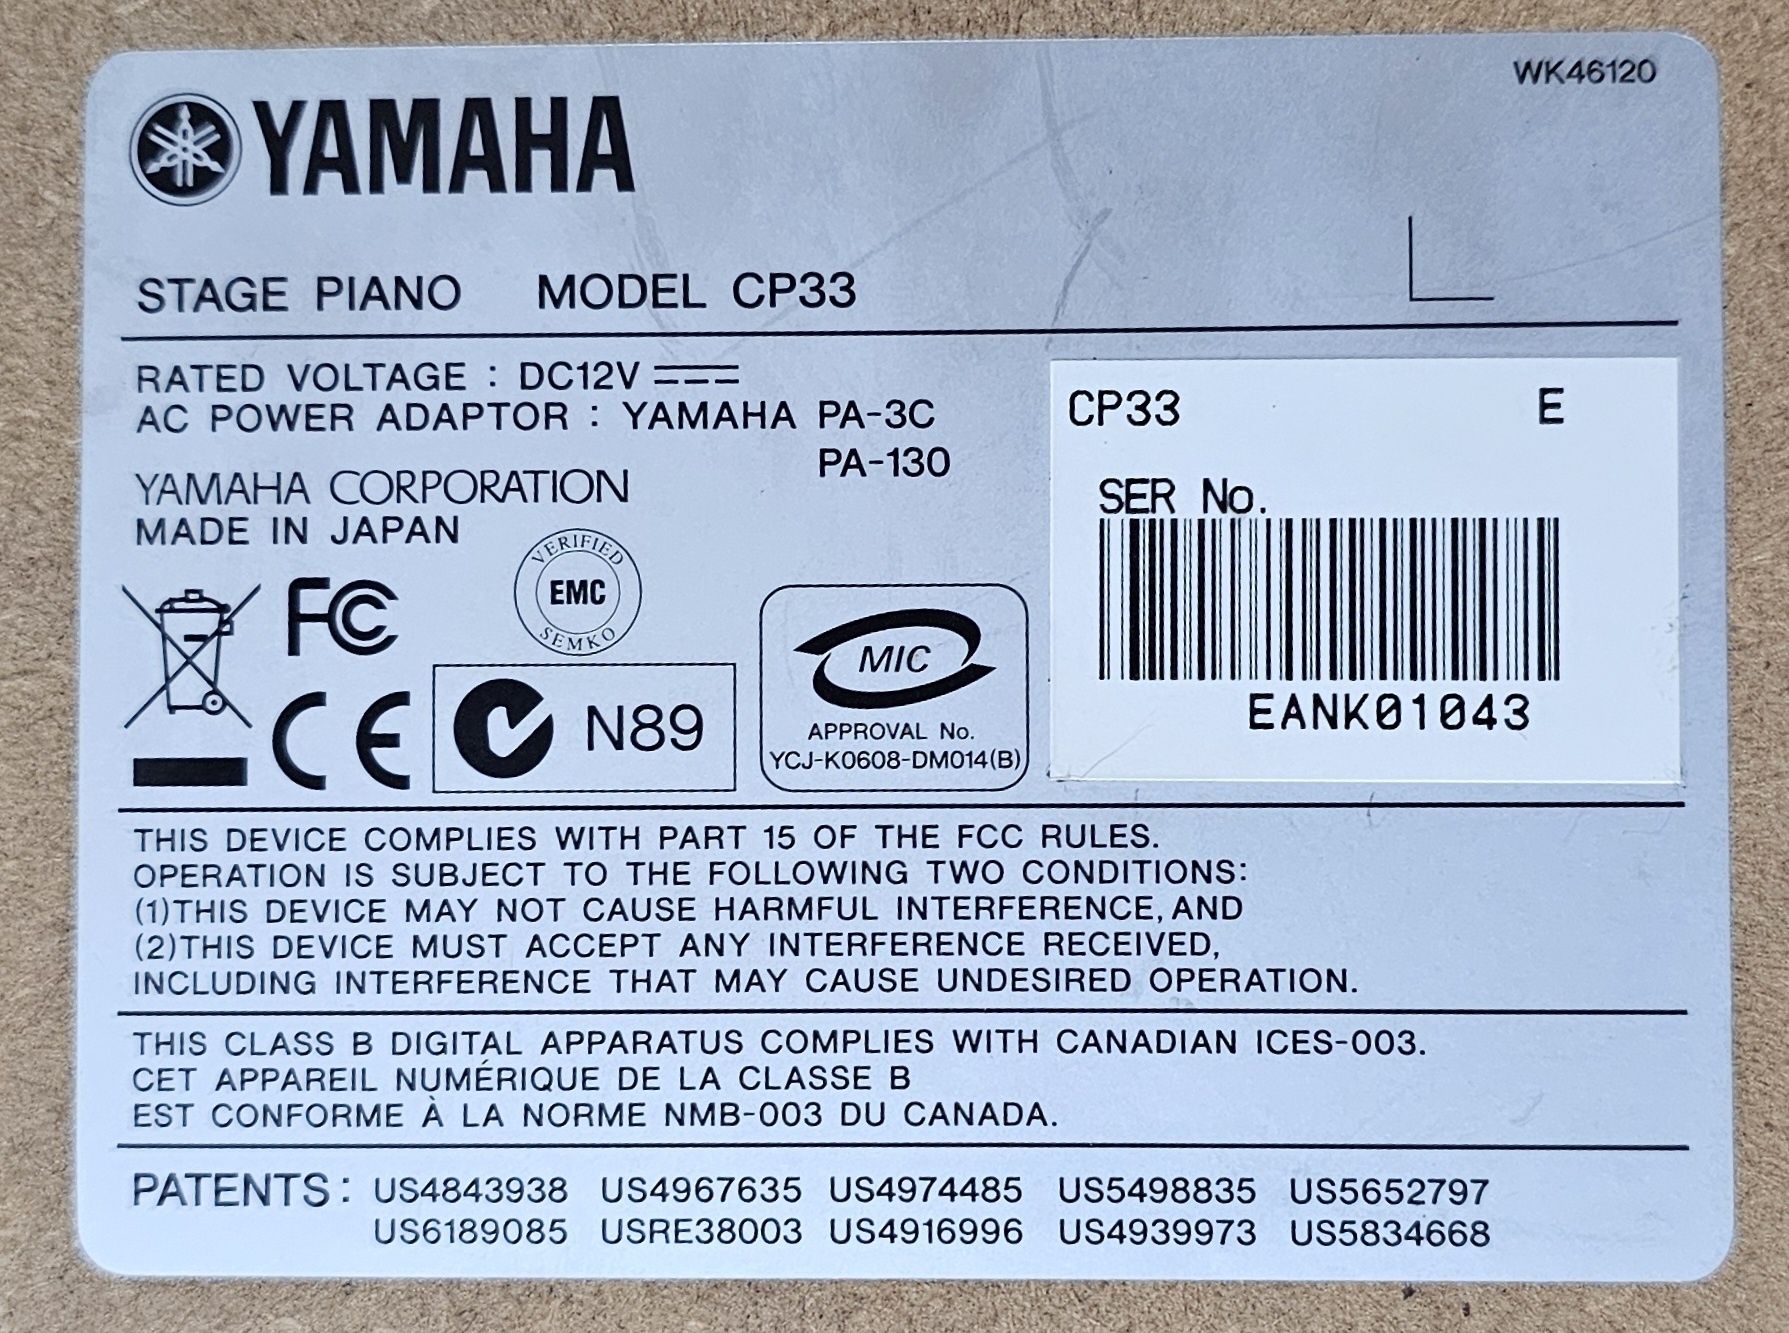 WK46120
YAMAHA
STAGE PIANO MODEL CP33
RATED VOLTAGE : DC12V
AC POWER ADAPTOR : YAMAHA PA-3C
PA-130
YAMAHA CORPORATION
MADE IN JAPAN
FC
VERIFIED
EMC
SEMKO
CE
N89
MIC
APPROVAL No.
YCJ-K0608-DM014(B)
CP33 E
SER No.
EANK01043
THIS DEVICE COMPLIES WITH PART 15 OF THE FCC RULES.
OPERATION IS SUBJECT TO THE FOLLOWING TWO CONDITIONS:
(1)THIS DEVICE MAY NOT CAUSE HARMFUL INTERFERENCE, AND
(2)THIS DEVICE MUST ACCEPT ANY INTERFERENCE RECEIVED,
INCLUDING INTERFERENCE THAT MAY CAUSE UNDESIRED OPERATION.
THIS CLASS B DIGITAL APPARATUS COMPLIES WITH CANADIAN ICES-003.
CET APPAREIL NUMÉRIQUE DE LA CLASSE B
EST CONFORME À LA NORME NMB-003 DU CANADA.
PATENTS : US4843938 US4967635 US4974485 US5498835 US5652797
US6189085 USRE38003 US4916996 US4939973 US5834668